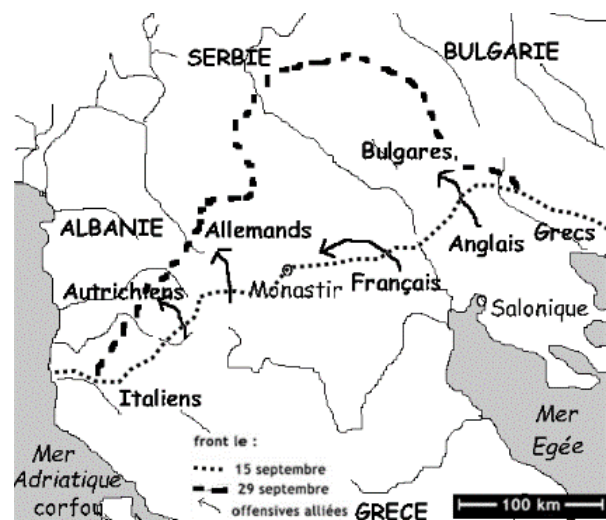 SERBIE
BULGARIE
Bulgares,
ALBANIE
Allemands
Anglais
Grecs
Autrichiens
Monastir
Français
Salonique
Italiens
Mer
Egée
Mer
Adriatique
corfou
front le :
15 septembre
29 septembre
offensives alliées
GRECE
100 km